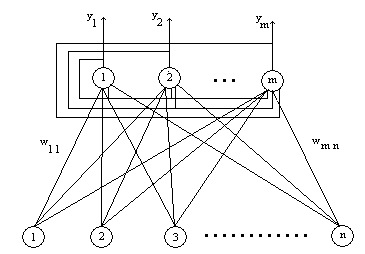 y1 y2 ym
1 2 ... m
w11 wmn
1 2 3 ............ n